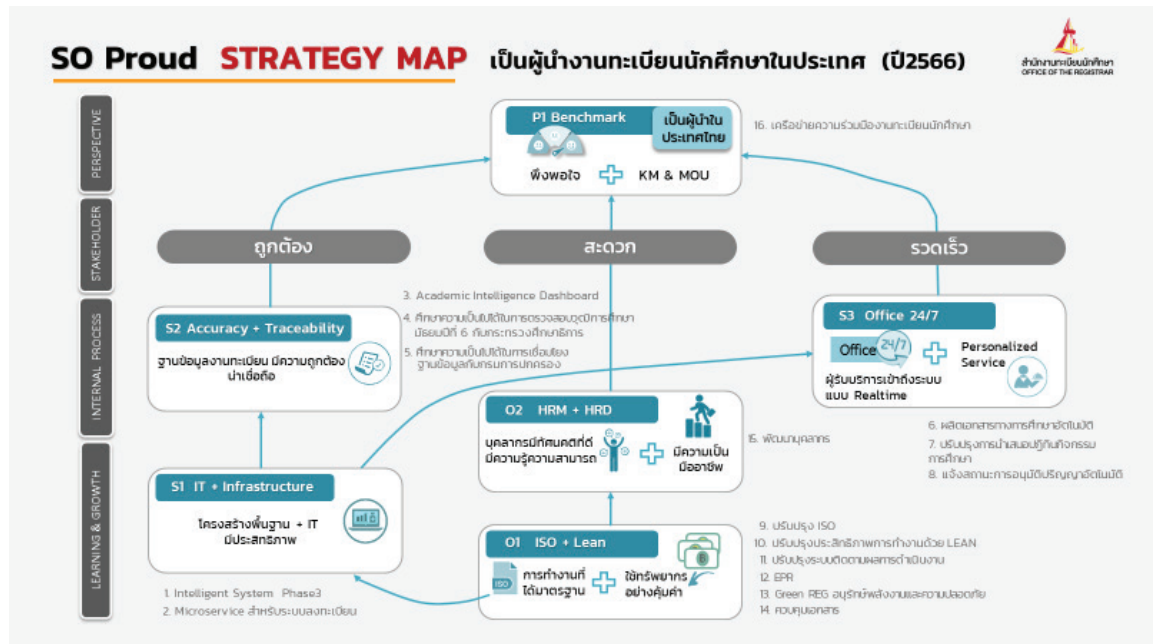 SO Proud STRATEGY MAP เป็นผู้นำงานทะเบียนนักศึกษาในประเทศ (ปี2566)
สำนักงานทะเบียนนักศึกษา
OFFICE OF THE REGISTRAR
PERSPECTIVE
P1 Benchmark
เป็นผู้นำใน
ประเทศไทย
พึงพอใจ
KM & MOU
16. เครือข่ายความร่วมมืองานทะเบียนนักศึกษา
STAKEHOLDER
ถูกต้อง
สะดวก
รวดเร็ว
INTERNAL PROCESS
S2 Accuracy + Traceability
ฐานข้อมูลงานทะเบียน มีความถูกต้อง
น่าเชื่อถือ
3. Academic Intelligence Dashboard
4. ศึกษาความเป็นไปได้ในการตรวจสอบวุฒิการศึกษา
มัธยมปีที่ 6 กับกระทรวงศึกษาธิการ
5. ศึกษาความเป็นไปได้ในการเชื่อมโยง
ฐานข้อมูลกับกรมการปกครอง
S3 Office 24/7
Office 24/7
Personalized
Service
ผู้รับบริการเข้าถึงระบบ
แบบ Realtime
6. ผลิตเอกสารทางการศึกษาอัตโนมัติ
7. ปรับปรุงการนำเสนอปฏิทินกิจกรรม
การศึกษา
8. แจ้งสถานะการอนุมัติปริญญาอัตโนมัติ
O2 HRM + HRD
บุคลากรมีทัศนคติที่ดี
มีความรู้ความสามารถ
มีความเป็น
มืออาชีพ
15. พัฒนาบุคลากร
LEARNING & GROWTH
S1 IT + Infrastructure
โครงสร้างพื้นฐาน + IT
มีประสิทธิภาพ
1. Intelligent System Phase3
2. Microservice สำหรับระบบลงทะเบียน
O1 ISO + Lean
ISO
การทำงานที่
ได้มาตรฐาน
ใช้ทรัพยากร
อย่างคุ้มค่า
9. ปรับปรุง ISO
10. ปรับปรุงประสิทธิภาพการทำงานด้วย LEAN
11. ปรับปรุงระบบติดตามผลการดำเนินงาน
12. EPR
13. Green REG อนุรักษ์พลังงานและความปลอดภัย
14. ควบคุมเอกสาร